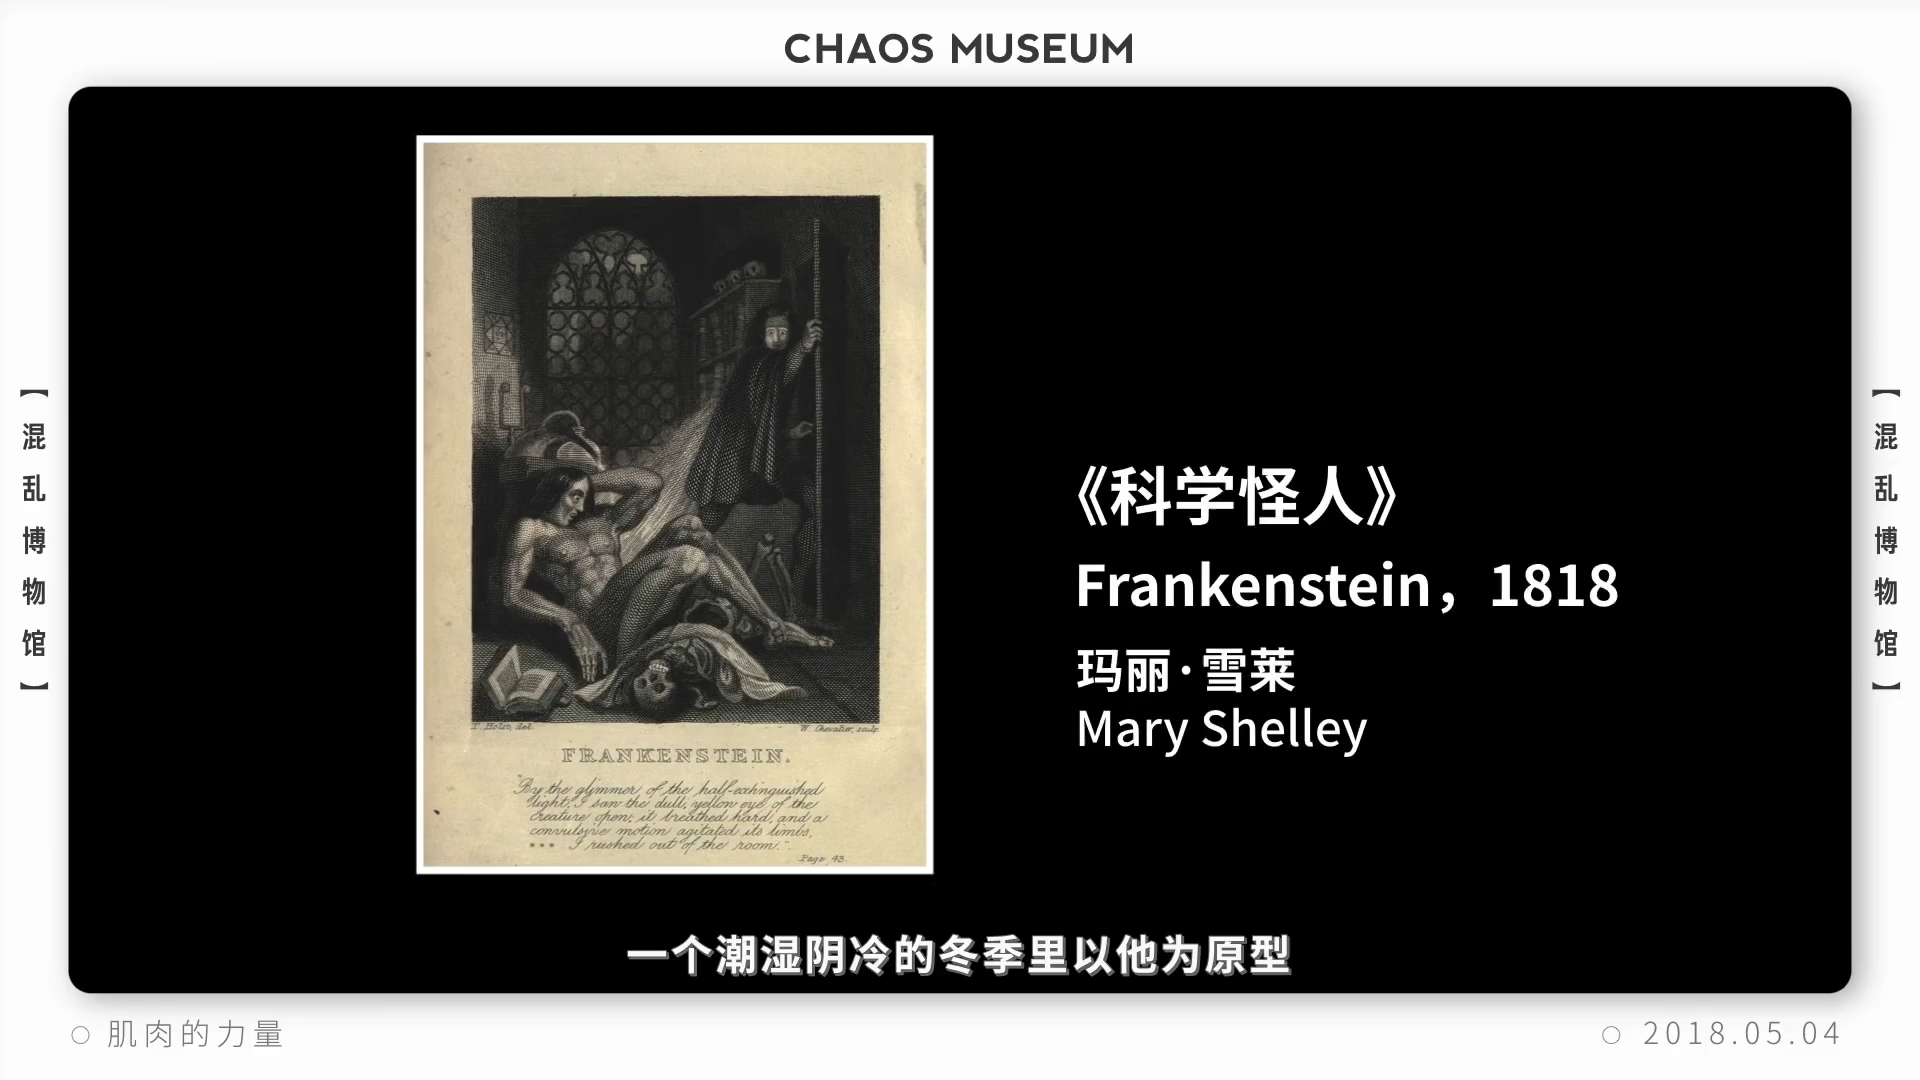 CHAOS MUSEUM
【混乱博物馆】
T. Holst, del.
W. Chevalier, sculp.
FRANKENSTEIN.
"By the glimmer of the half-extinguished
light, I saw the dull, yellow eye of the
creature open; it breathed hard, and a
convulsive motion agitated its limbs,
*** I rushed out of the room."
Page 43.
《科学怪人》
Frankenstein，1818
玛丽·雪莱
Mary Shelley
【混乱博物馆】
一个潮湿阴冷的冬季里以他为原型
○ 肌肉的力量
○ 2018.05.04